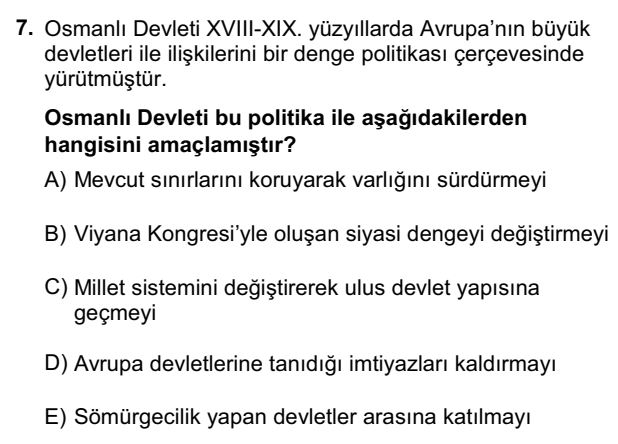 7. Osmanlı Devleti XVIII-XIX. yüzyıllarda Avrupa'nın büyük
devletleri ile ilişkilerini bir denge politikası çerçevesinde
yürütmüştür.
Osmanlı Devleti bu politika ile aşağıdakilerden
hangisini amaçlamıştır?
A) Mevcut sınırlarını koruyarak varlığını sürdürmeyi
B) Viyana Kongresi'yle oluşan siyasi dengeyi değiştirmeyi
C) Millet sistemini değiştirerek ulus devlet yapısına
geçmeyi
D) Avrupa devletlerine tanıdığı imtiyazları kaldırmayı
E) Sömürgecilik yapan devletler arasına katılmayı